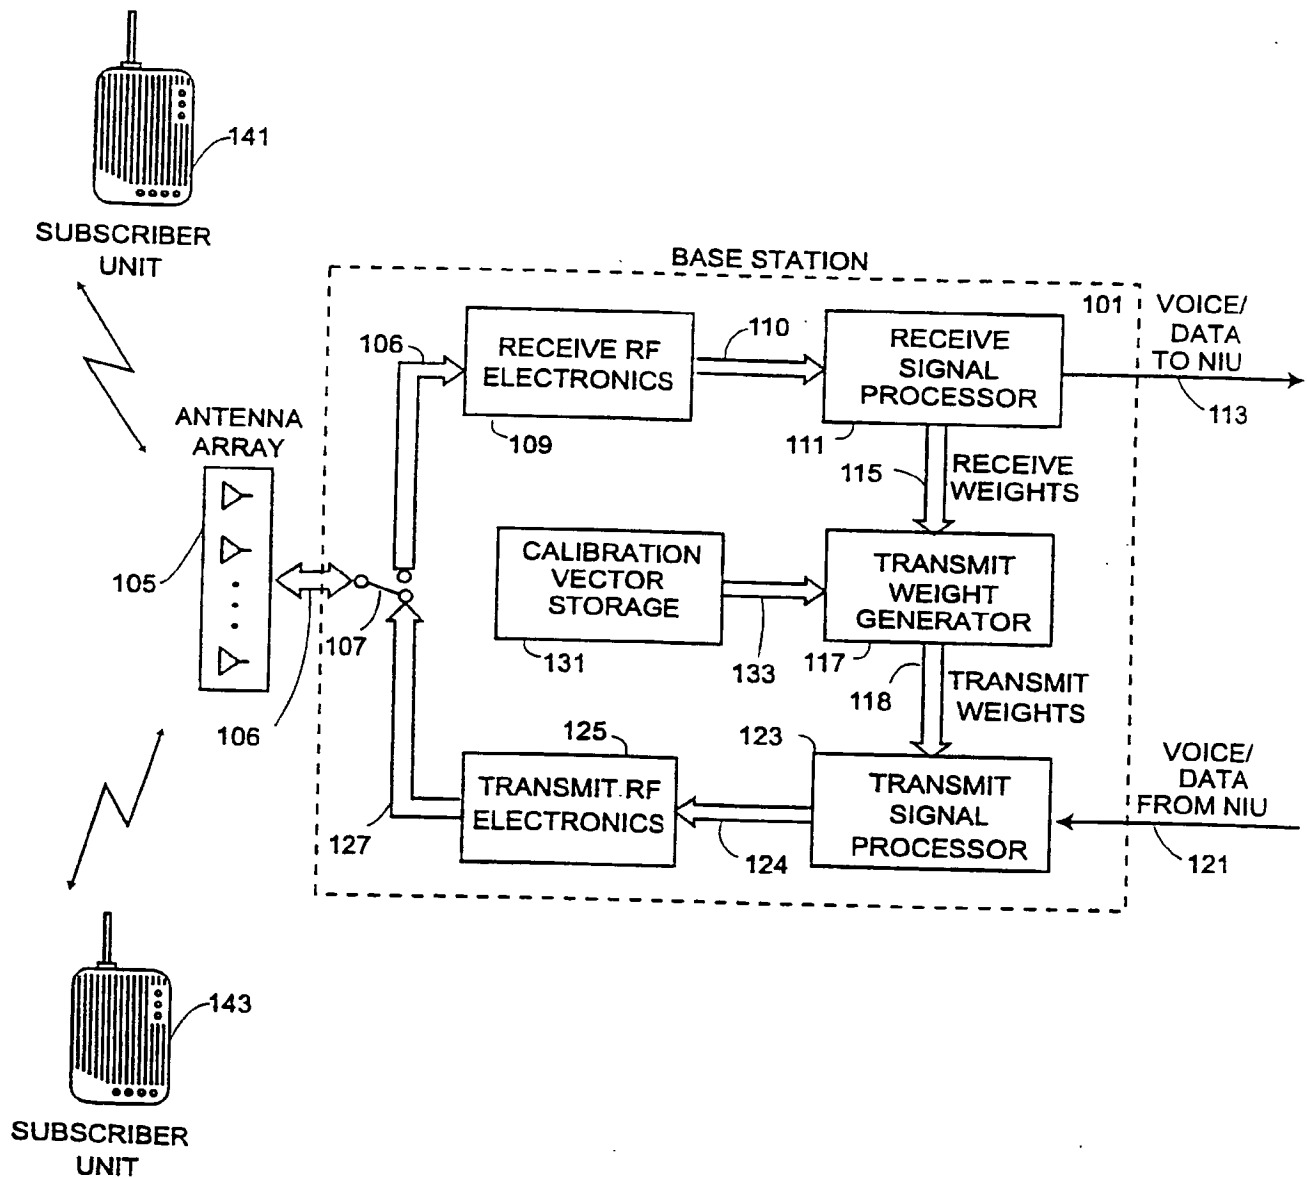 141
SUBSCRIBER
UNIT
BASE STATION
101
VOICE/
DATA
TO NIU
113
106
RECEIVE RF
ELECTRONICS
109
110
RECEIVE
SIGNAL
PROCESSOR
111
ANTENNA
ARRAY
105
115
RECEIVE
WEIGHTS
CALIBRATION
VECTOR
STORAGE
131
133
TRANSMIT
WEIGHT
GENERATOR
117
107
106
118
TRANSMIT
WEIGHTS
125
TRANSMIT RF
ELECTRONICS
127
124
123
TRANSMIT
SIGNAL
PROCESSOR
VOICE/
DATA
FROM NIU
121
143
SUBSCRIBER
UNIT